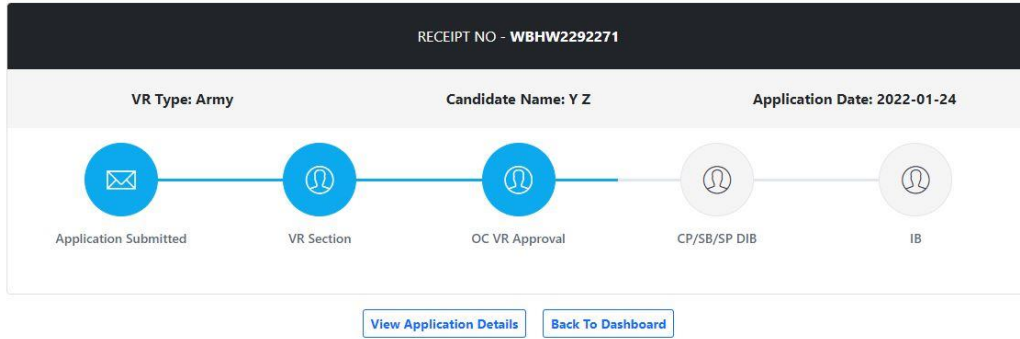 RECEIPT NO - WBHW2292271
VR Type: Army Candidate Name: Y Z Application Date: 2022-01-24
Application Submitted VR Section OC VR Approval CP/SB/SP DIB IB
View Application Details Back To Dashboard